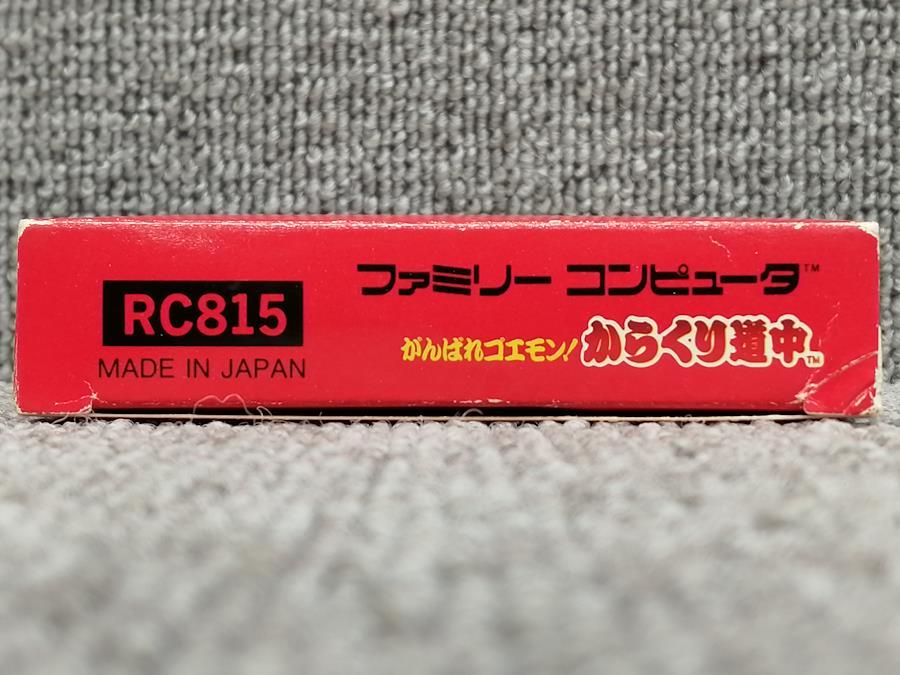 RC815
MADE IN JAPAN
ファミリー コンピュータ™
がんばれゴエモン!からくり道中™